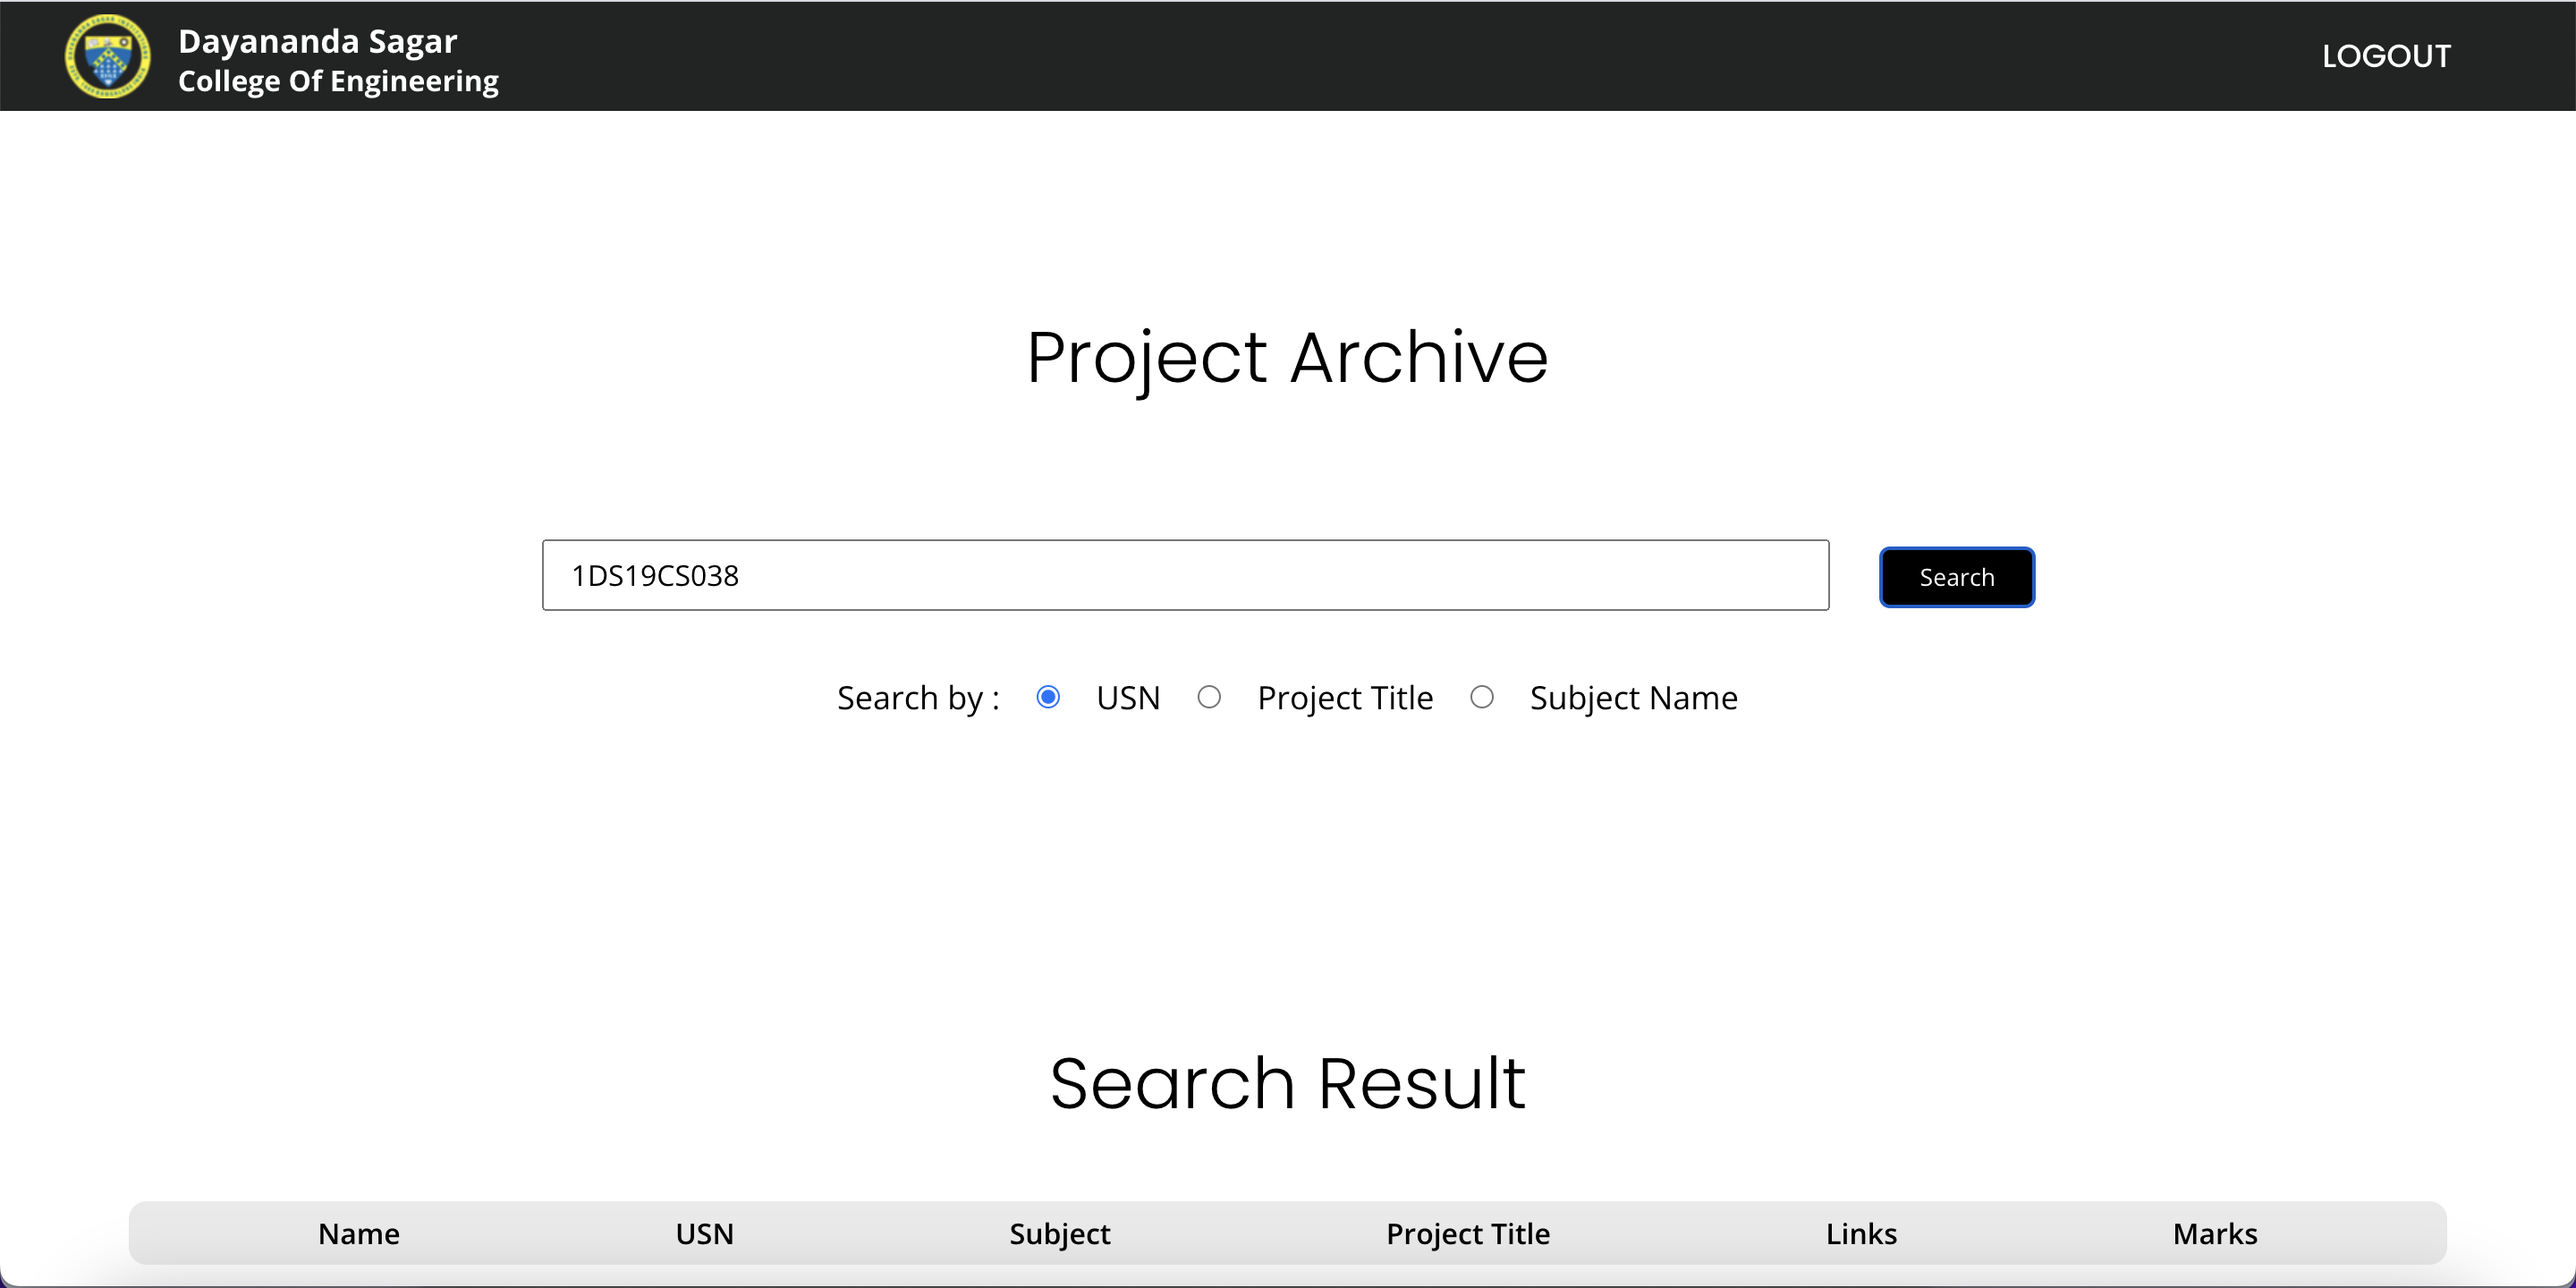 Dayananda Sagar
College Of Engineering
LOGOUT
Project Archive
1DS19CS038
Search
Search by : USN Project Title Subject Name
Search Result
Name USN Subject Project Title Links Marks